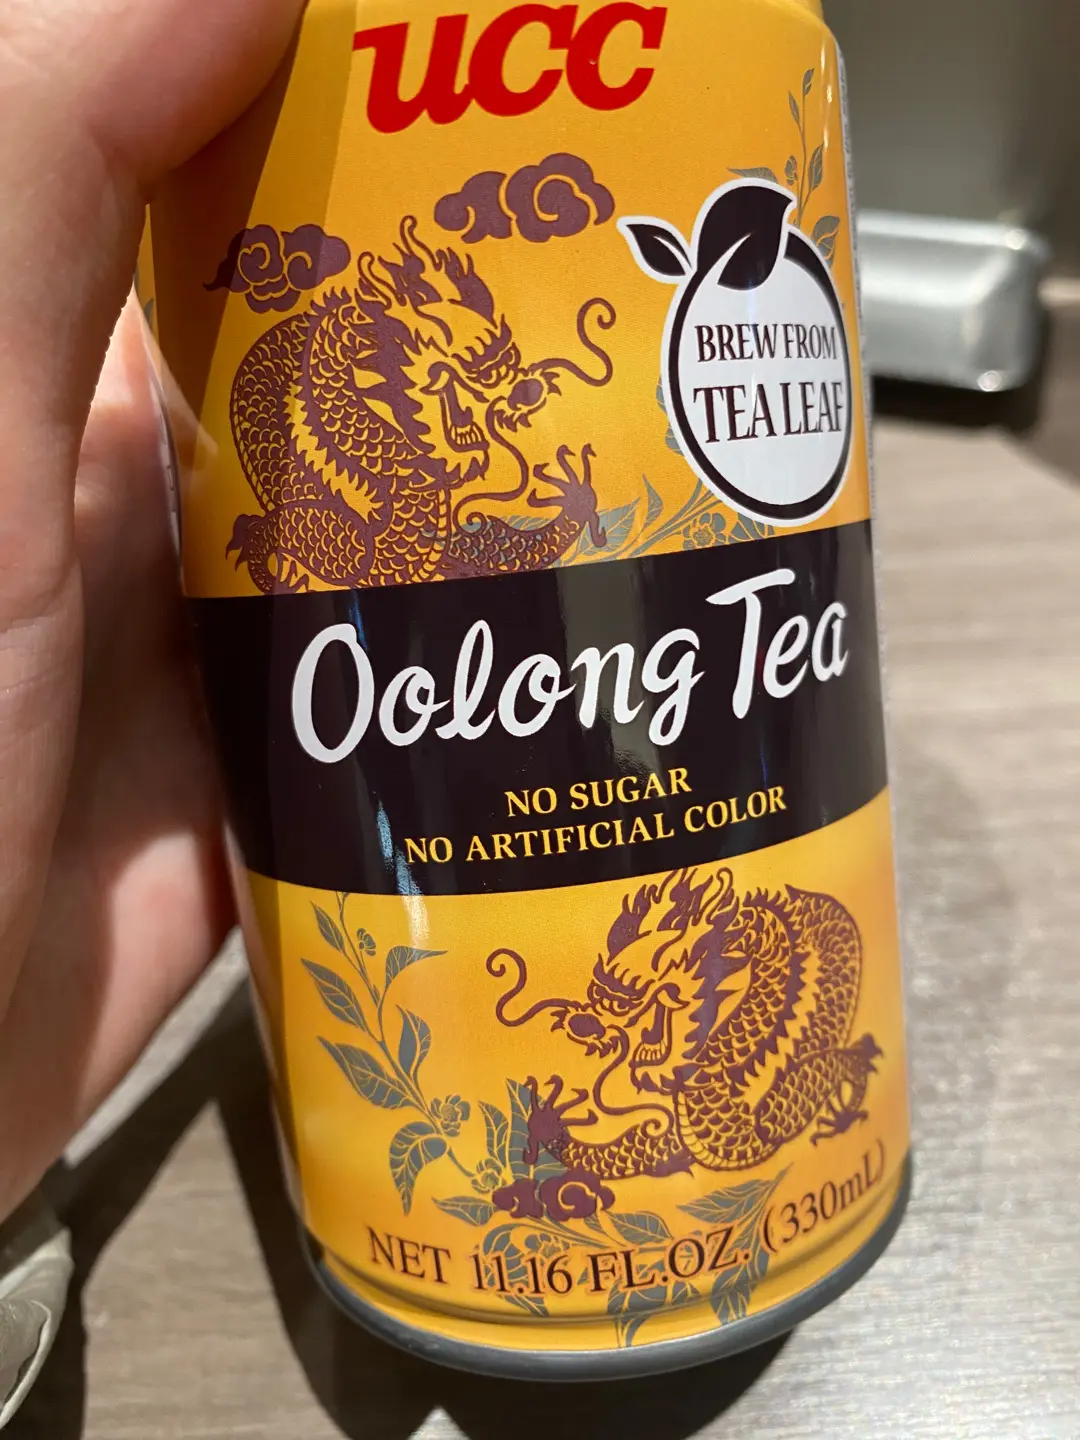 ucc
BREW FROM
TEA LEAF
Oolong Tea
NO SUGAR
NO ARTIFICIAL COLOR
NET 11.16 FL.OZ. (330mL)